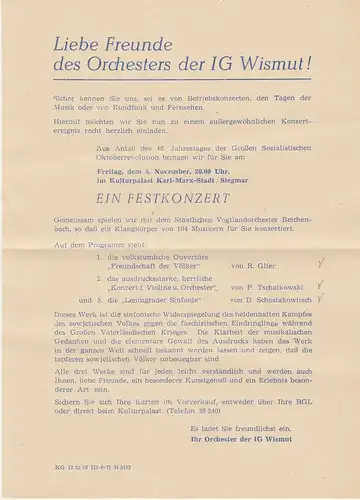 Liebe Freunde
des Orchesters der IG Wismut!
Sicher kennen Sie uns, sei es von Betriebskonzerten, den Tagen der
Musik oder von Rundfunk und Fernsehen.
Hiermit möchten wir Sie nun zu einem außergewöhnlichen Konzert-
ereignis recht herzlich einladen.
Aus Anlaß des 46. Jahrestages der Großen Sozialistischen
Oktoberrevolution bringen wir für Sie am
Freitag, dem 8. November, 20.00 Uhr,
im Kulturpalast Karl-Marx-Stadt Siegmar
EIN FESTKONZERT
Gemeinsam spielen wir mit dem Staatlichen Vogtlandorchester Reichen-
bach, so daß ein Klangkörper von 104 Musikern für Sie konzertiert.
Auf dem Programm steht:
1. die volkstümliche Ouvertüre
„Freundschaft der Völker" von R. Glier
2. das ausdrucksstarke, herrliche
„Konzert f. Violine u. Orchester" von P. Tschaikowski
und 3. die „Leningrader Sinfonie" von D. Schostakowitsch
Dieses Werk ist die sinfonische Widerspiegelung des heldenhaften Kampfes
des sowjetischen Volkes gegen die faschistischen Eindringlinge während
des Großen Vaterländischen Krieges. Die Klarheit der musikalischen
Gedanken und die elementare Gewalt des Ausdrucks haben das Werk
in der ganzen Welt schnell bekannt werden lassen und zeigen, daß die
tapferen sowjetischen Völker unbesiegbar sind.
Alle drei Werke sind für jeden leicht verständlich und werden auch
Ihnen, liebe Freunde, ein besonderer Kunstgenuß und ein Erlebnis beson-
derer Art sein.
Sichern Sie sich Ihre Karten im Vorverkauf, entweder über Ihre BGL
oder direkt beim Kulturpalast. (Telefon 38 240)
Es ladet Sie freundlichst ein,
Ihr Orchester der IG Wismut